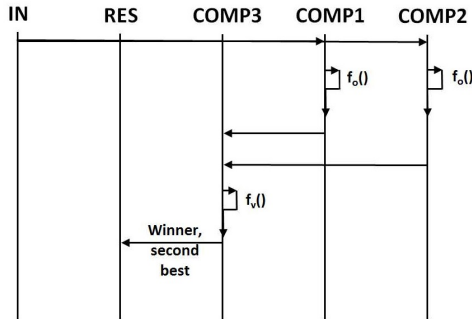 IN RES COMP3 COMP1 COMP2
fₒ() fₒ()
fᵥ()
Winner,
second
best